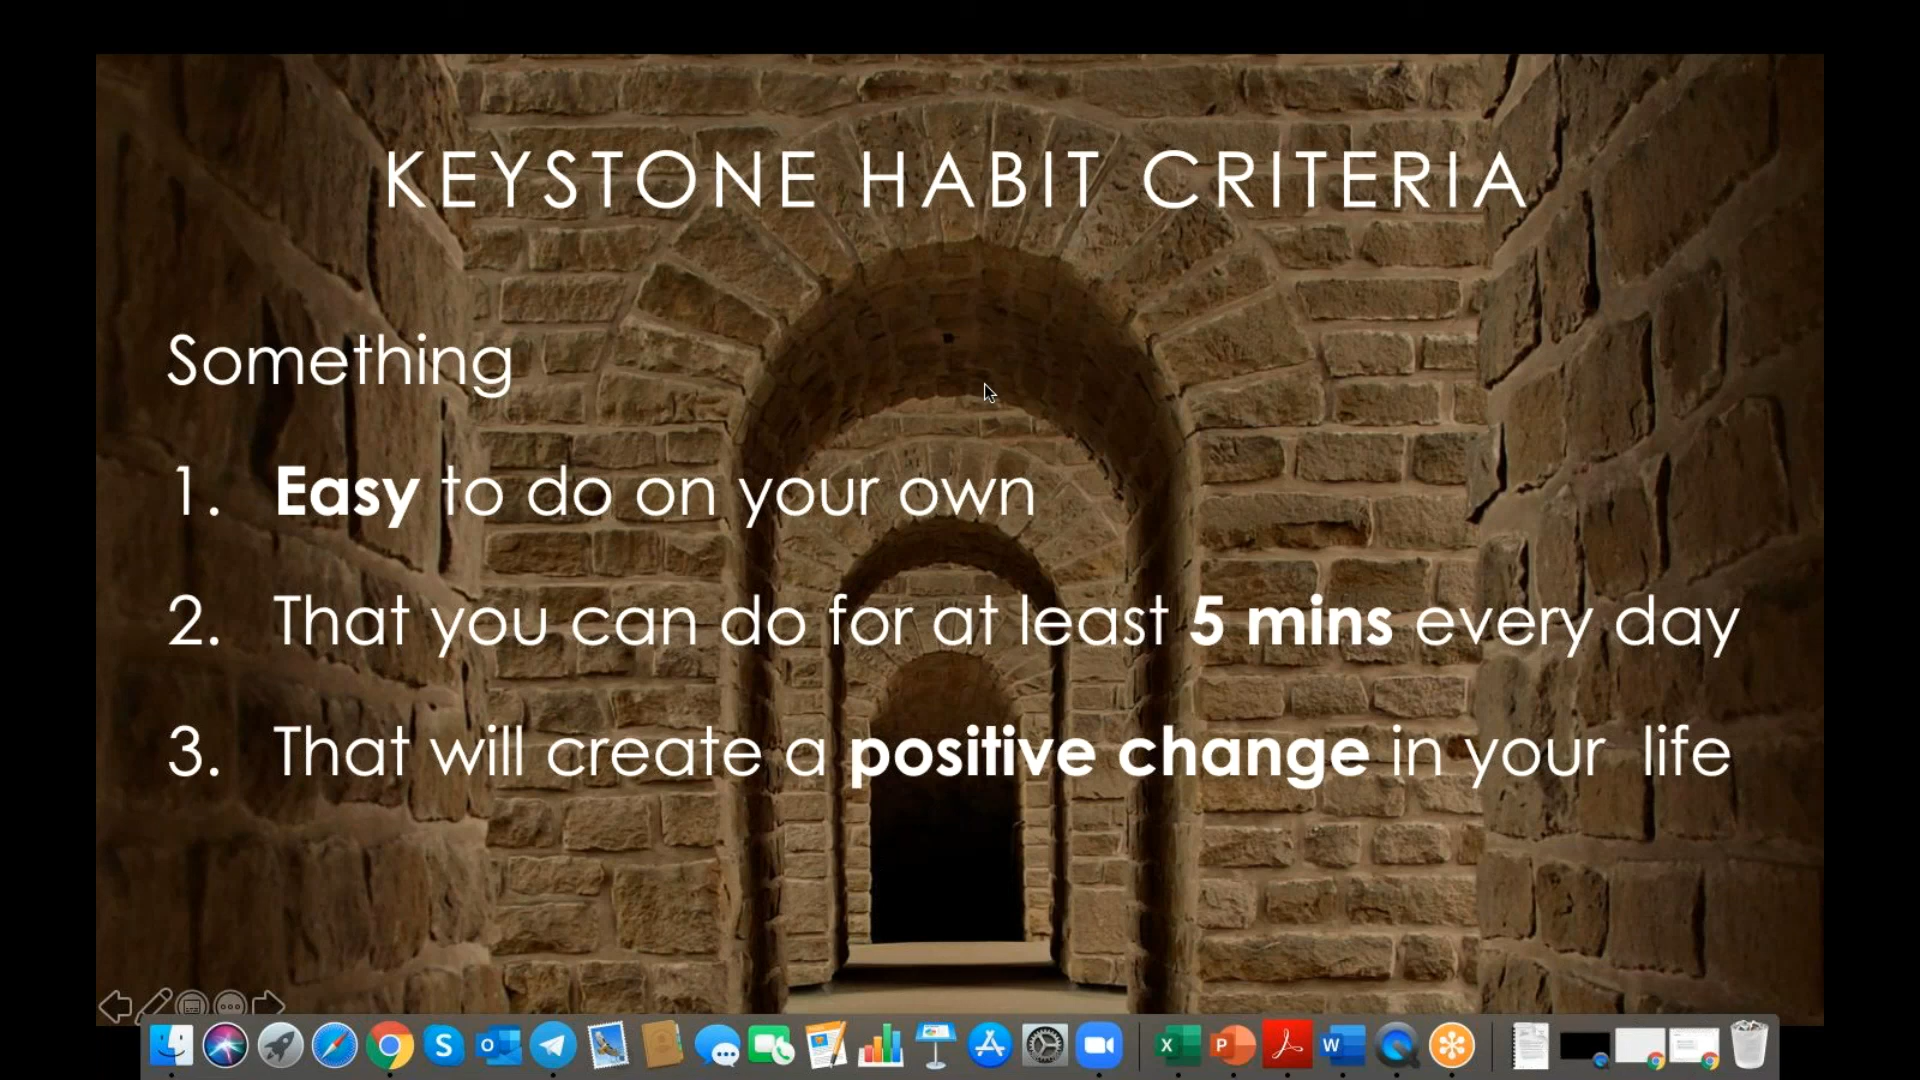 KEYSTONE HABIT CRITERIA
Something
1. Easy to do on your own
2. That you can do for at least 5 mins every day
3. That will create a positive change in your life